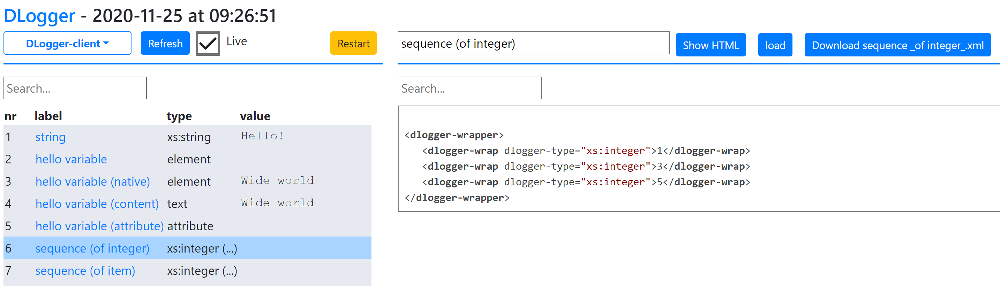 DLogger - 2020-11-25 at 09:26:51
DLogger-client Refresh Live Restart
Search...
nr label type value
1 string xs:string Hello!
2 hello variable element
3 hello variable (native) element Wide world
4 hello variable (content) text Wide world
5 hello variable (attribute) attribute
6 sequence (of integer) xs:integer (...)
7 sequence (of item) xs:integer (...)
sequence (of integer) Show HTML load Download sequence _of integer_.xml
Search...
<dlogger-wrapper>
   <dlogger-wrap dlogger-type="xs:integer">1</dlogger-wrap>
   <dlogger-wrap dlogger-type="xs:integer">3</dlogger-wrap>
   <dlogger-wrap dlogger-type="xs:integer">5</dlogger-wrap>
</dlogger-wrapper>